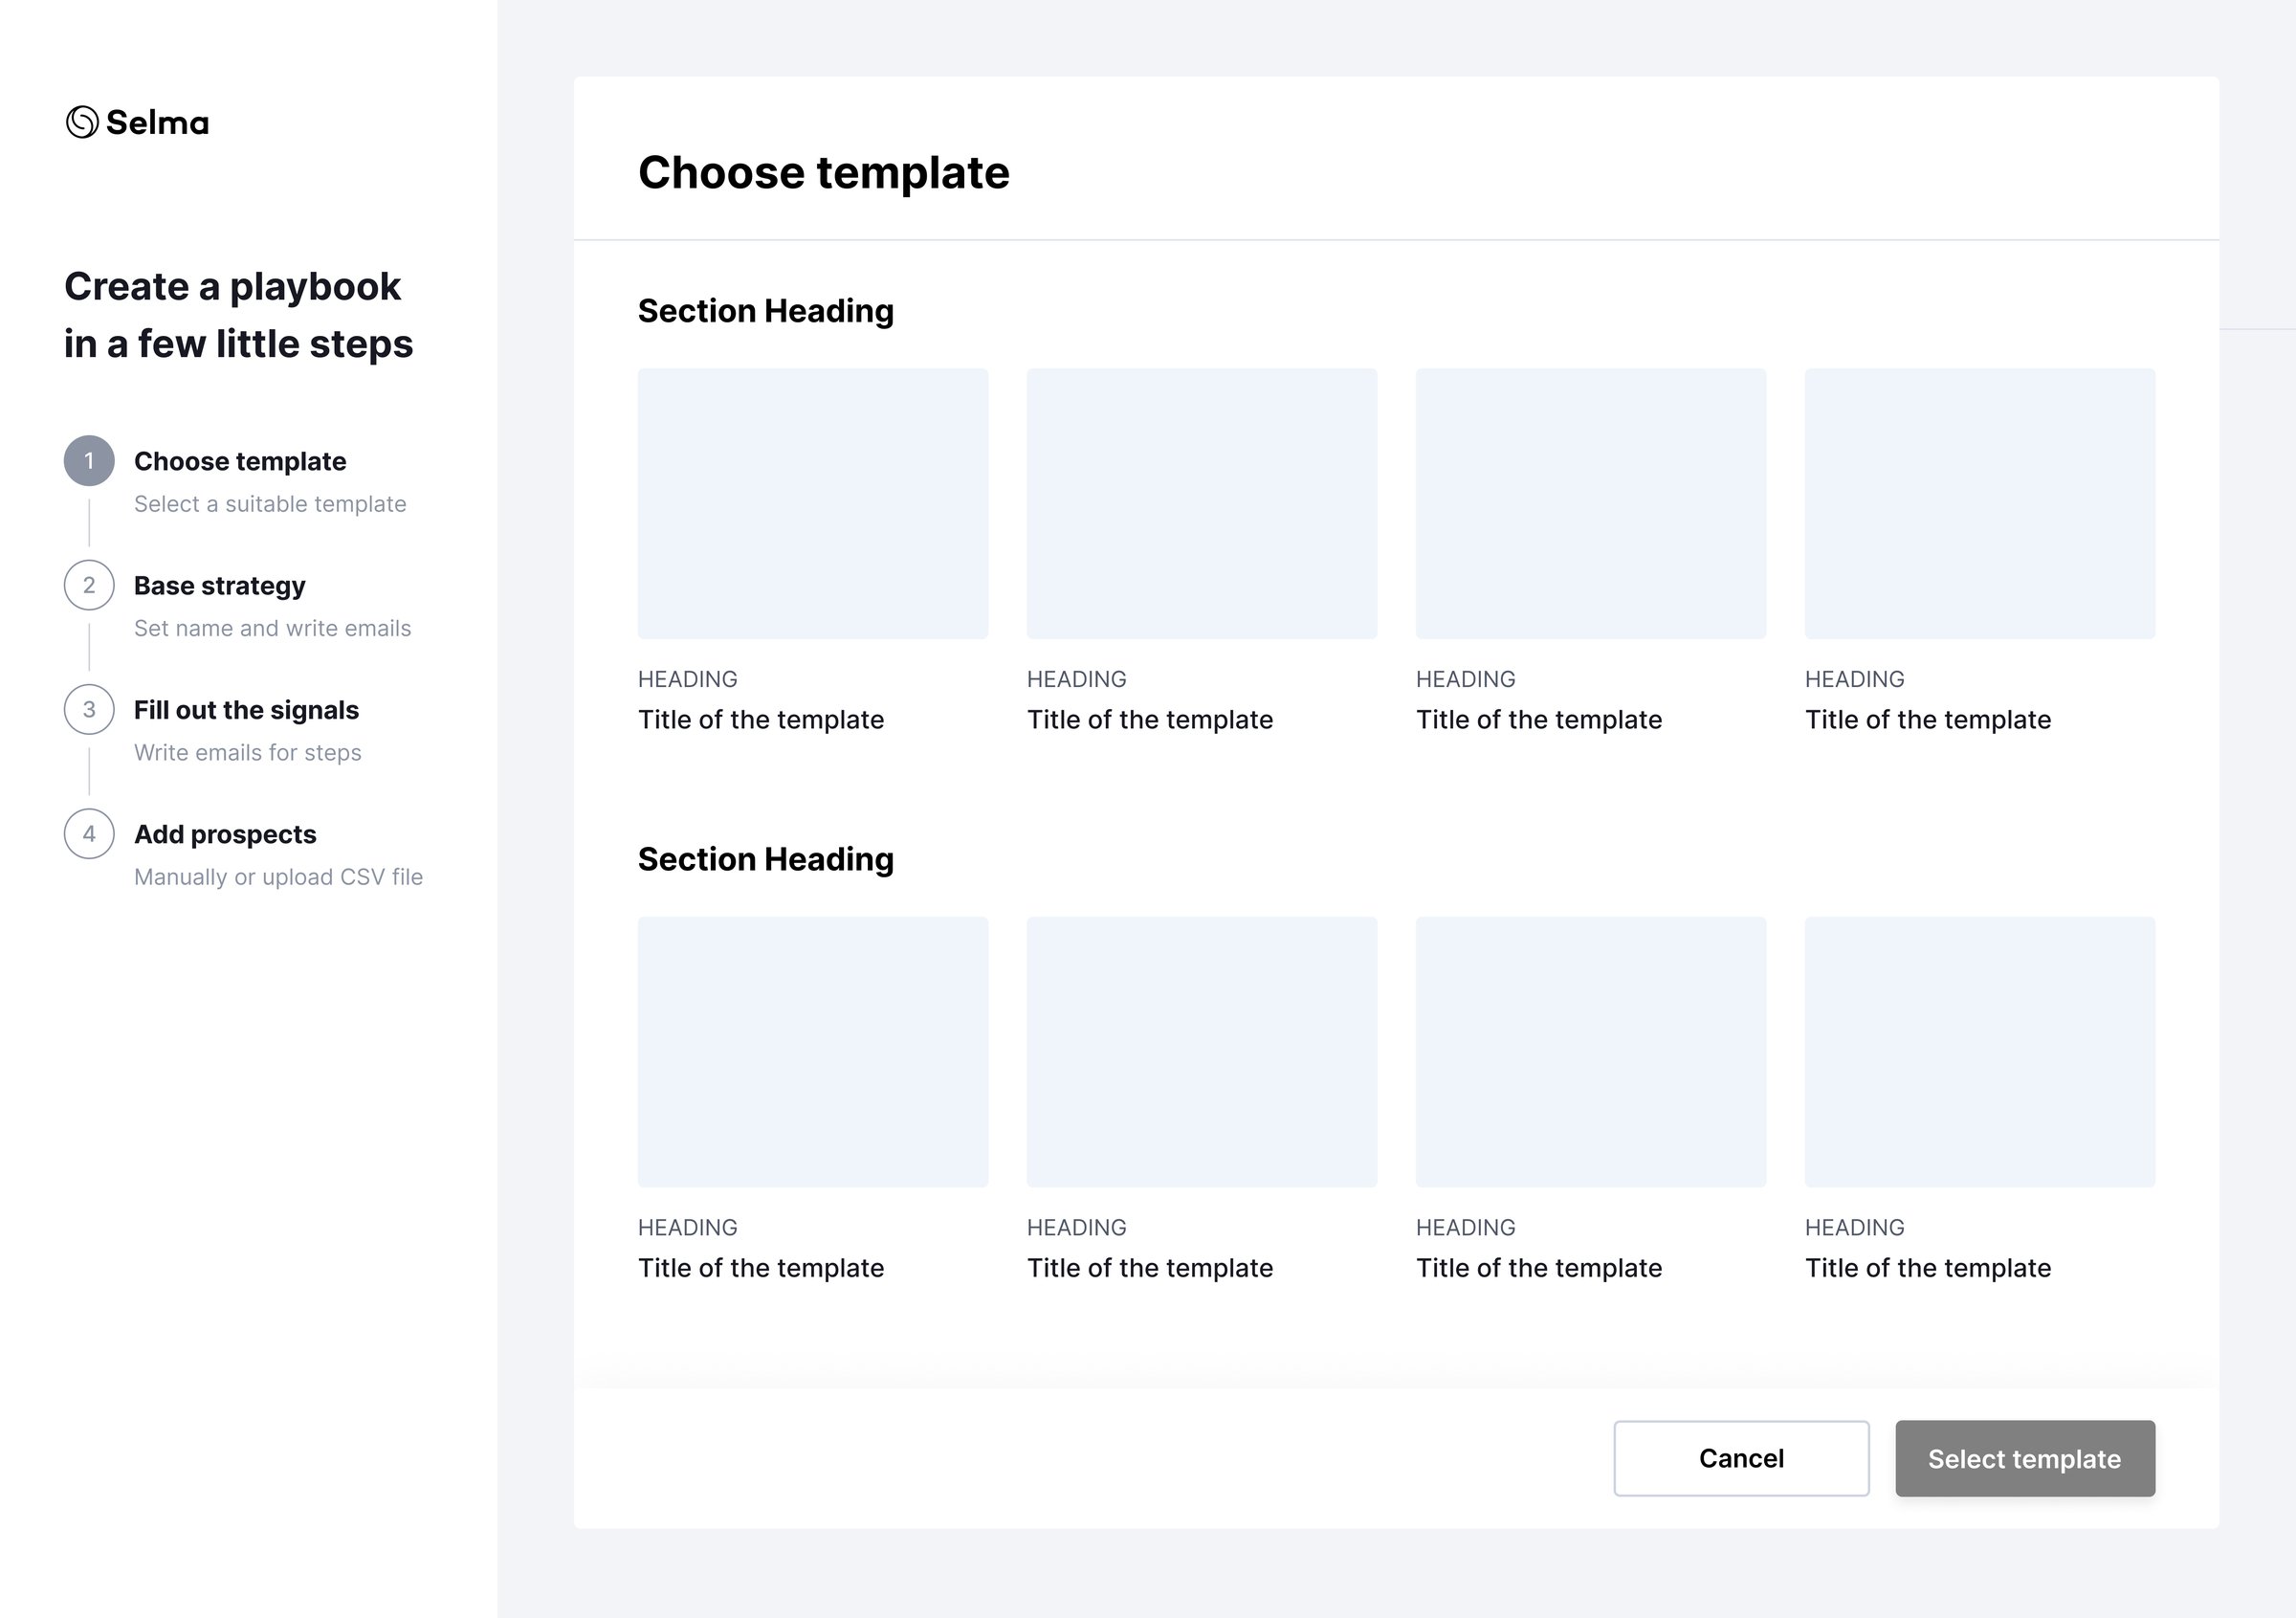 Selma
Create a playbook
in a few little steps
1
Choose template
Select a suitable template
2
Base strategy
Set name and write emails
3
Fill out the signals
Write emails for steps
4
Add prospects
Manually or upload CSV file
Choose template
Section Heading
HEADING
Title of the template
HEADING
Title of the template
HEADING
Title of the template
HEADING
Title of the template
Section Heading
HEADING
Title of the template
HEADING
Title of the template
HEADING
Title of the template
HEADING
Title of the template
Cancel
Select template